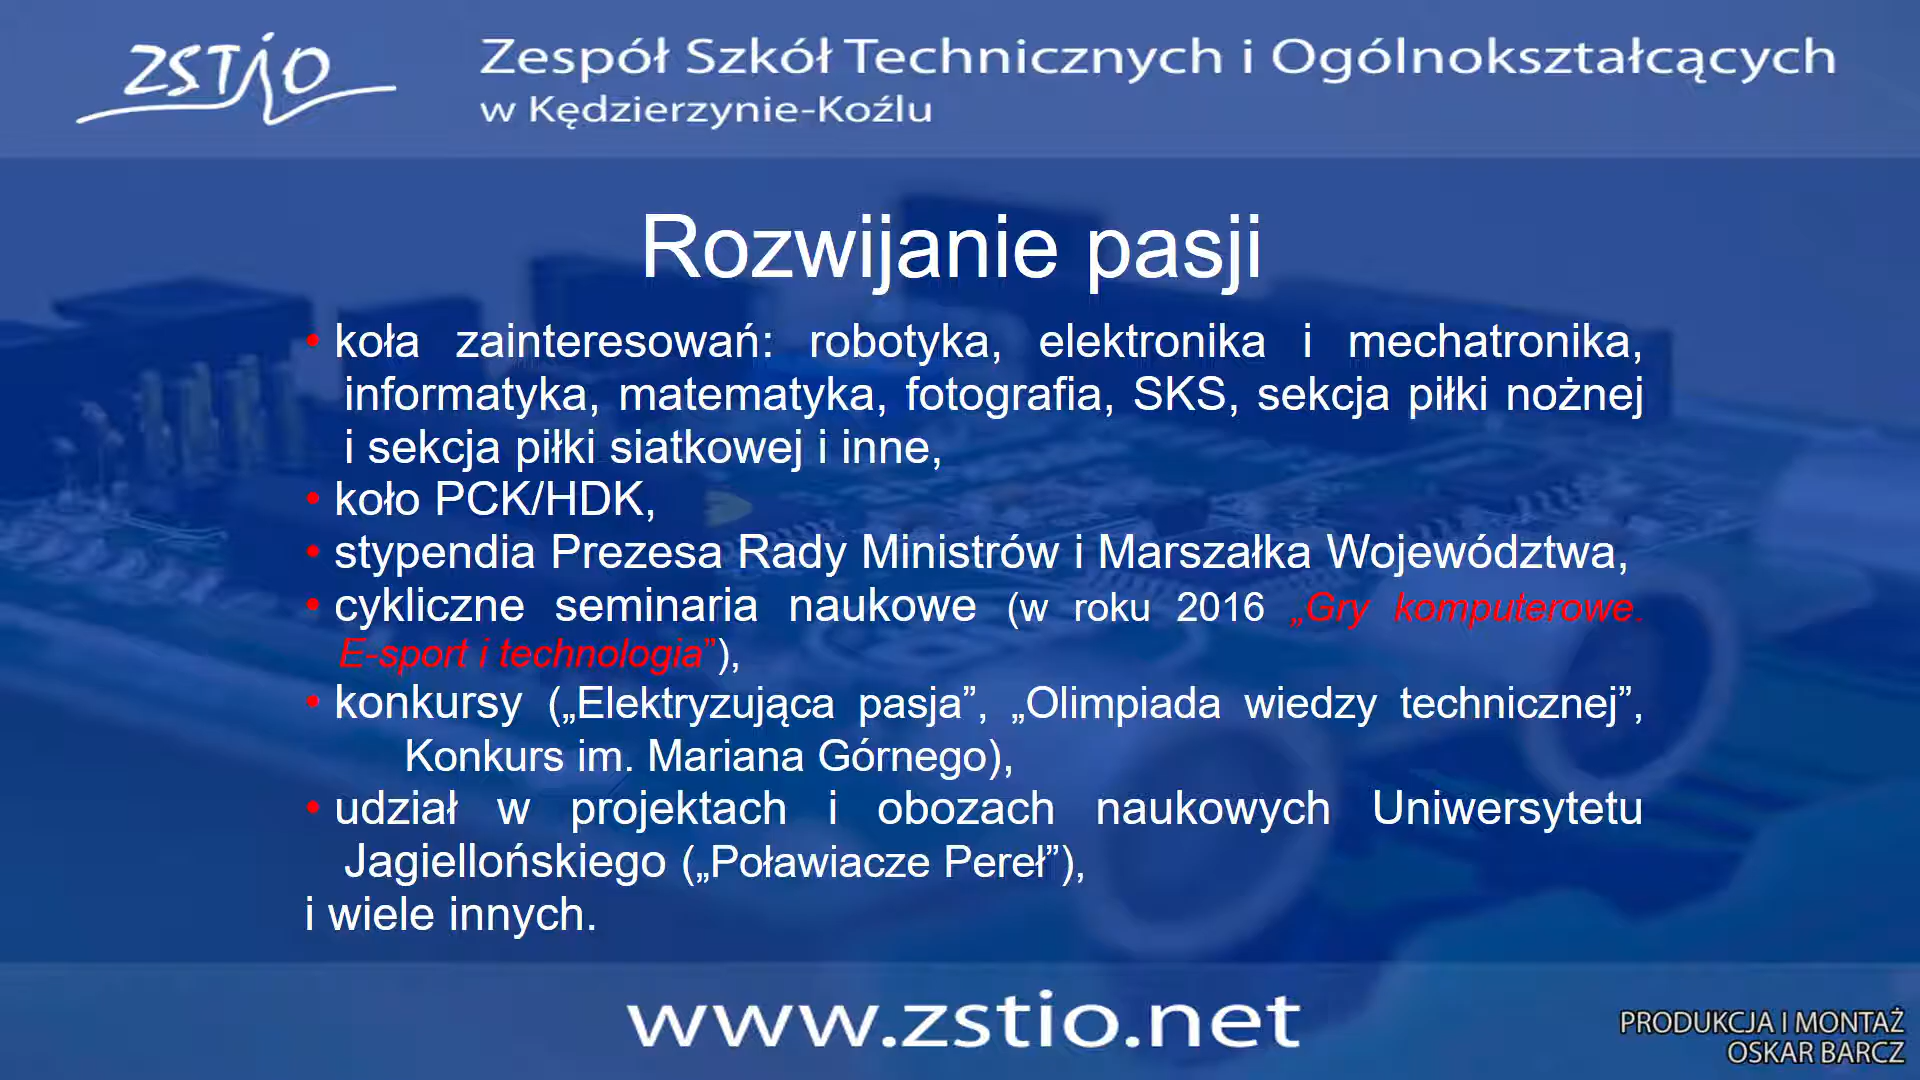 ZSTiO
Zespół Szkół Technicznych i Ogólnokształcących
w Kędzierzynie-Koźlu
Rozwijanie pasji
• koła zainteresowań: robotyka, elektronika i mechatronika,
informatyka, matematyka, fotografia, SKS, sekcja piłki nożnej
i sekcja piłki siatkowej i inne,
• koło PCK/HDK,
• stypendia Prezesa Rady Ministrów i Marszałka Województwa,
• cykliczne seminaria naukowe (w roku 2016 „Gry komputerowe.
E-sport i technologia”),
• konkursy („Elektryzująca pasja”, „Olimpiada wiedzy technicznej”,
Konkurs im. Mariana Górnego),
• udział w projektach i obozach naukowych Uniwersytetu
Jagiellońskiego („Poławiacze Pereł”),
i wiele innych.
www.zstio.net
PRODUKCJA I MONTAŻ
OSKAR BARCZ